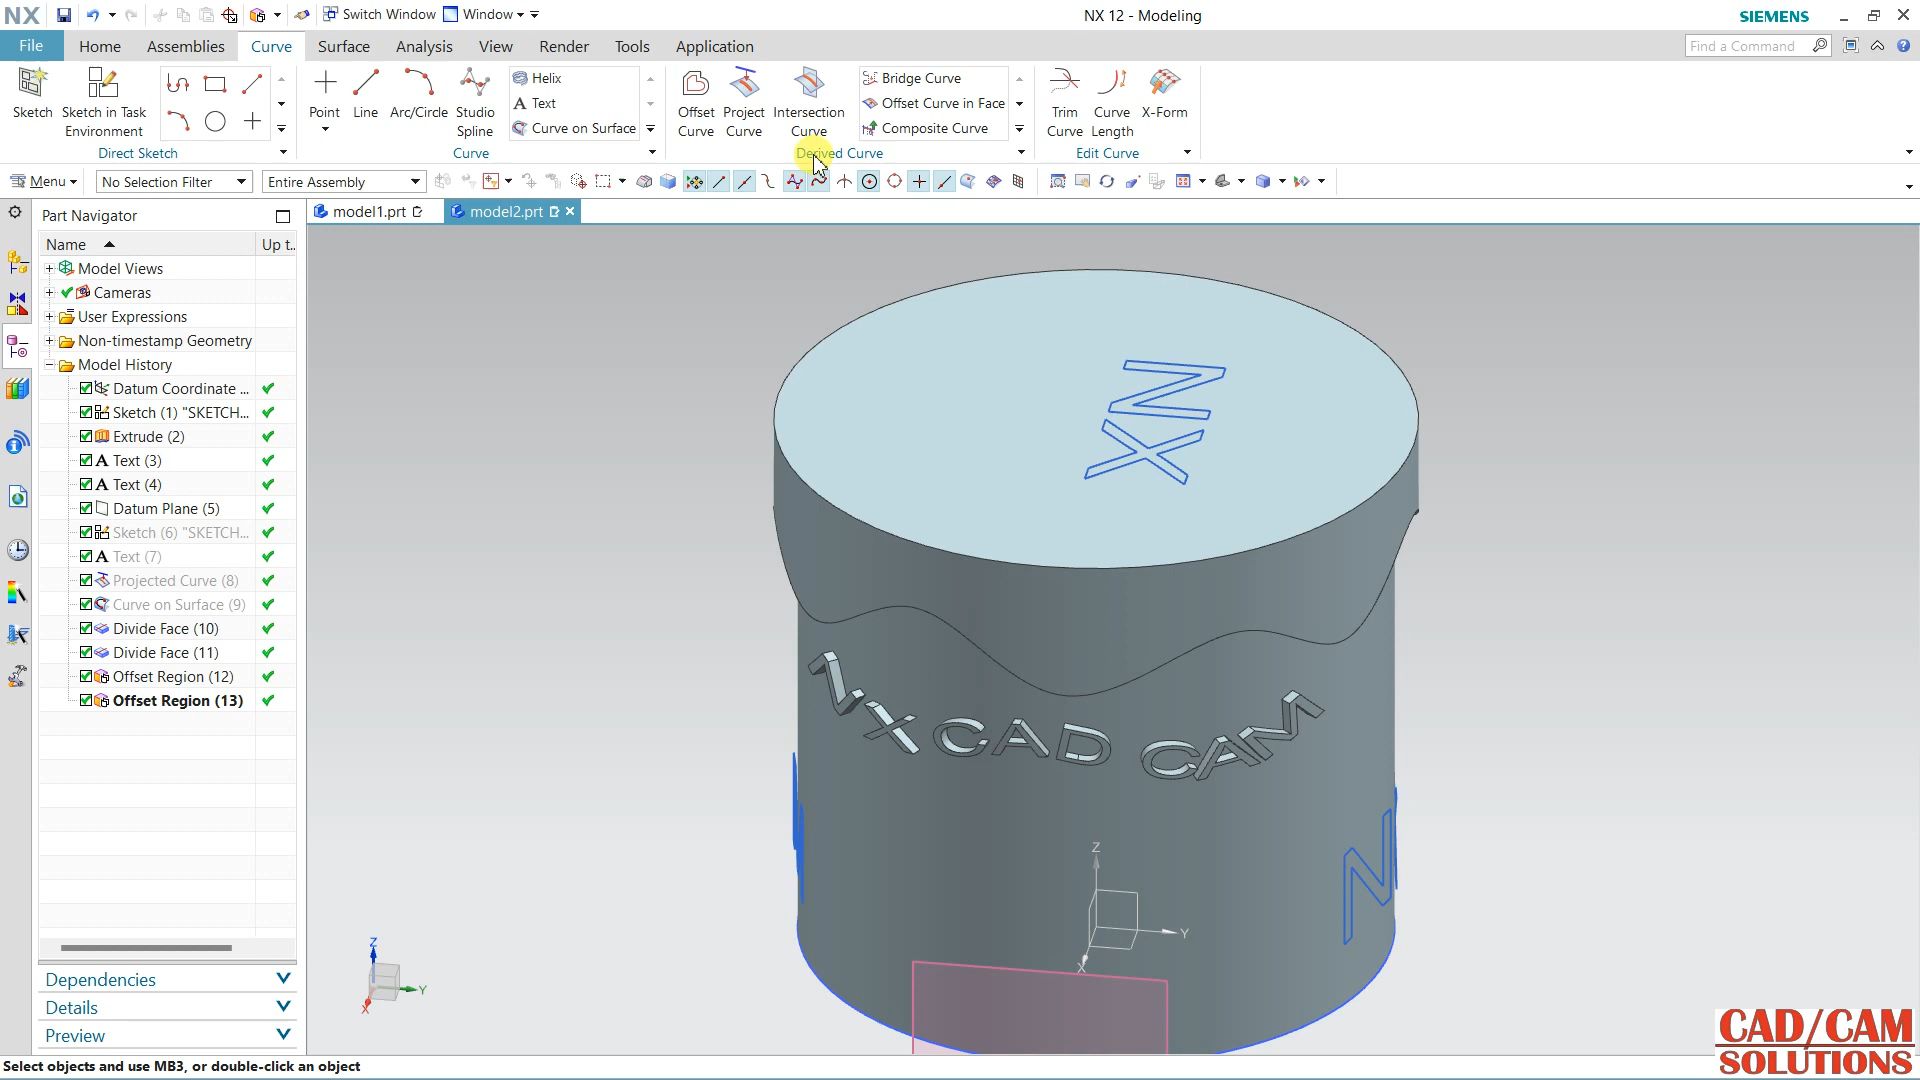 NX
Switch Window
Window
NX 12 - Modeling
SIEMENS
File
Home
Assemblies
Curve
Surface
Analysis
View
Render
Tools
Application
Find a Command
Sketch
Sketch in Task
Environment
Direct Sketch
Point
Line
Arc/Circle
Studio
Spline
Helix
A Text
Curve on Surface
Curve
Offset
Curve
Project
Curve
Intersection
Curve
Bridge Curve
Offset Curve in Face
Composite Curve
Derived Curve
Trim
Curve
Curve
Length
X-Form
Edit Curve
Menu
No Selection Filter
Entire Assembly
Part Navigator
model1.prt
model2.prt
Name
Up t..
Model Views
Cameras
User Expressions
Non-timestamp Geometry
Model History
Datum Coordinate ...
Sketch (1) "SKETCH...
Extrude (2)
A Text (3)
A Text (4)
Datum Plane (5)
Sketch (6) "SKETCH...
A Text (7)
Projected Curve (8)
Curve on Surface (9)
Divide Face (10)
Divide Face (11)
Offset Region (12)
Offset Region (13)
Dependencies
Details
Preview
NX
NX CAD CAM
N
Z
Y
X
Z
Y
X
Select objects and use MB3, or double-click an object
CAD/CAM
SOLUTIONS